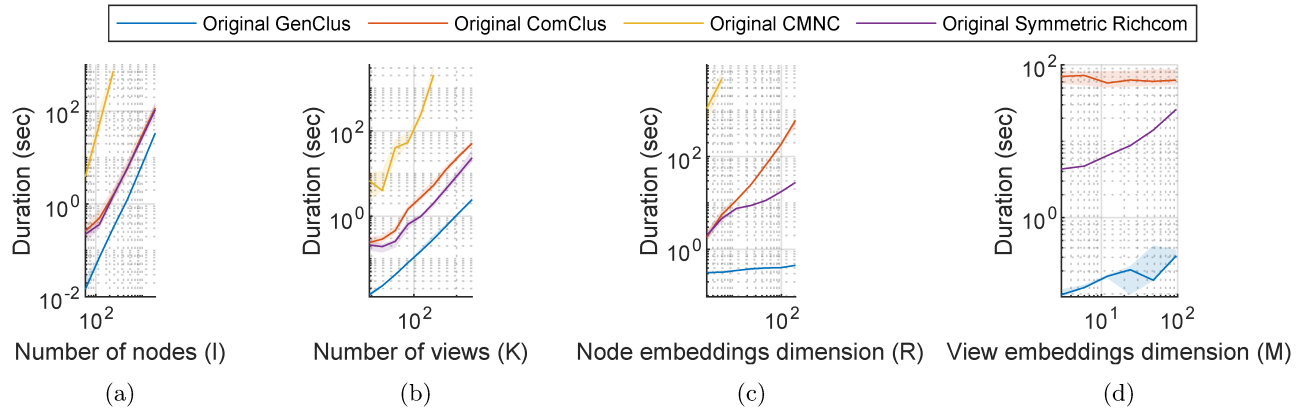 Original GenClus Original ComClus Original CMNC Original Symmetric Richcom
Duration (sec)
10^2
10^0
10^-2
10^2
Number of nodes (I)
(a)
Duration (sec)
10^2
10^0
10^2
Number of views (K)
(b)
Duration (sec)
10^2
10^0
10^2
Node embeddings dimension (R)
(c)
Duration (sec)
10^2
10^0
10^1 10^2
View embeddings dimension (M)
(d)